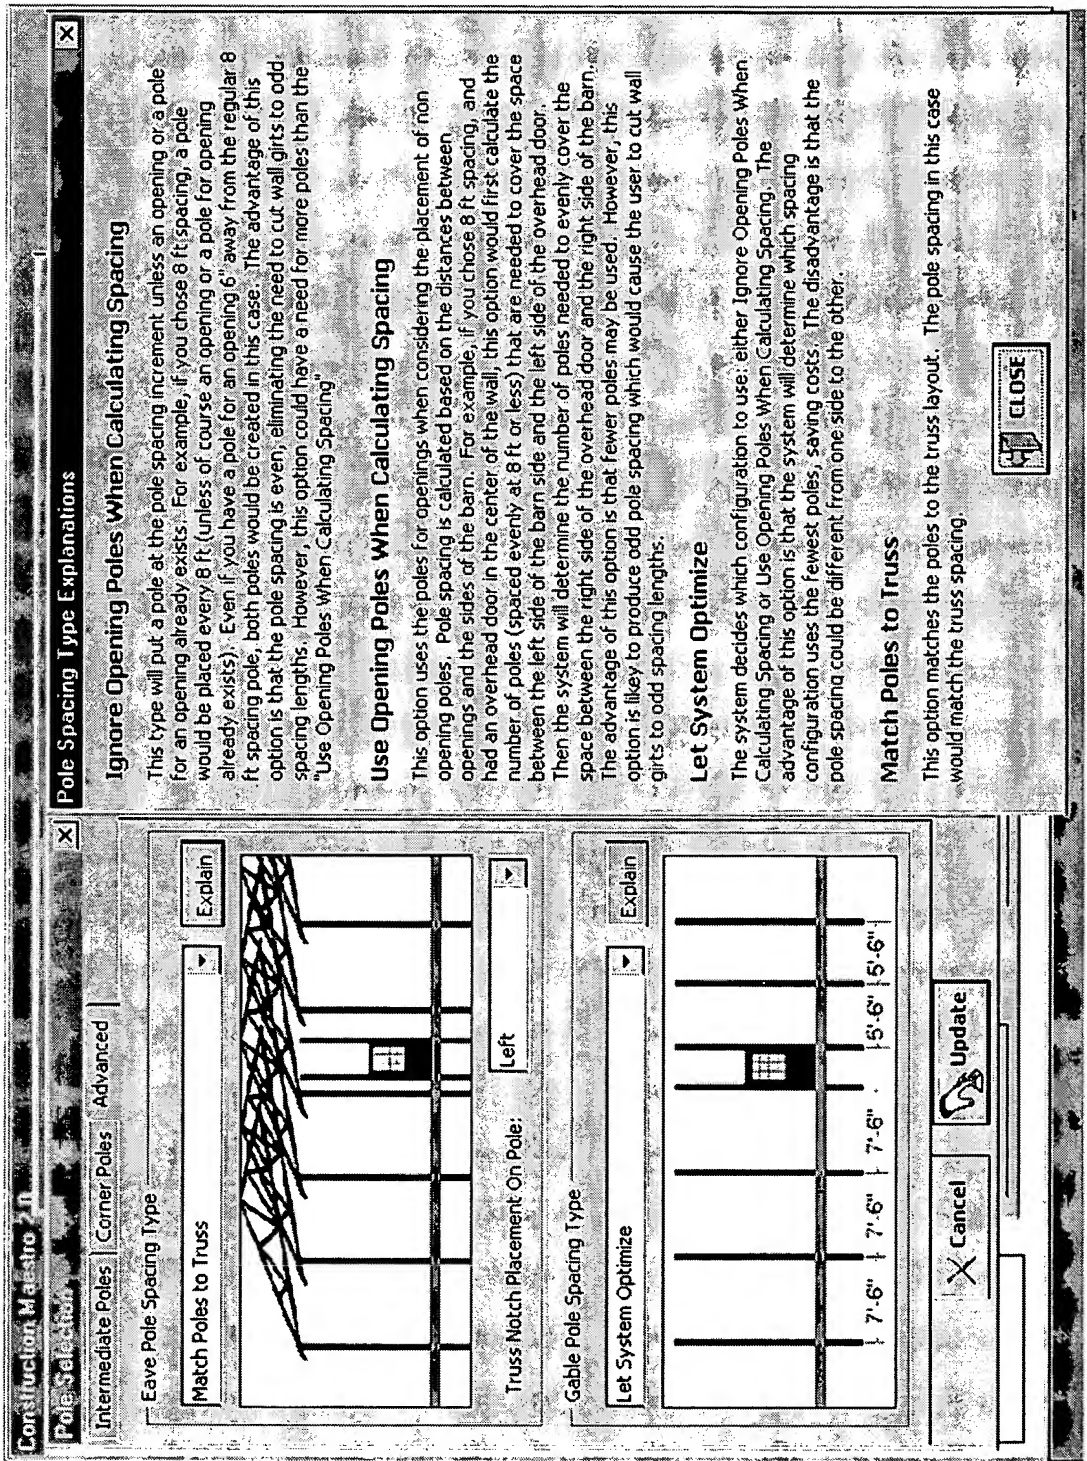 Construction Maestro 2
Pole Selection
Intermediate Poles
Corner Poles
Advanced
Eave Pole Spacing Type
Match Poles to Truss
Explain
Truss Notch Placement On Pole:
Left
Gable Pole Spacing Type
Let System Optimize
Explain
7'-6" 7'-6" 7'-6" 5'-6" 5'-6"
Cancel
Update
Pole Spacing Type Explanations
Ignore Opening Poles When Calculating Spacing
This type will put a pole at the pole spacing increment unless an opening or a pole
for an opening already exists. For example, if you chose 8 ft spacing, a pole
would be placed every 8 ft (unless of course an opening or a pole for opening
already exists). Even if you have a pole for an opening 6" away from the regular 8
ft spacing pole, both poles would be created in this case. The advantage of this
option is that the pole spacing is even, eliminating the need to cut wall girts to odd
spacing lengths. However, this option could have a need for more poles than the
"Use Opening Poles When Calculating Spacing"
Use Opening Poles When Calculating Spacing
This option uses the poles for openings when considering the placement of non
opening poles. Pole spacing is calculated based on the distances between
openings and the sides of the barn. For example, if you chose 8 ft spacing, and
had an overhead door in the center of the wall, this option would first calculate the
number of poles (spaced evenly at 8 ft or less) that are needed to cover the space
between the left side of the barn side and the left side of the overhead door.
Then the system will determine the number of poles needed to evenly cover the
space between the right side of the overhead door and the right side of the barn.
The advantage of this option is that fewer poles may be used. However, this
option is likely to produce odd pole spacing which would cause the user to cut wall
girts to odd spacing lengths.
Let System Optimize
The system decides which configuration to use: either Ignore Opening Poles When
Calculating Spacing or Use Opening Poles When Calculating Spacing. The
advantage of this option is that the system will determine which spacing
configuration uses the fewest poles, saving costs. The disadvantage is that the
pole spacing could be different from one side to the other.
Match Poles to Truss
This option matches the poles to the truss layout. The pole spacing in this case
would match the truss spacing.
CLOSE